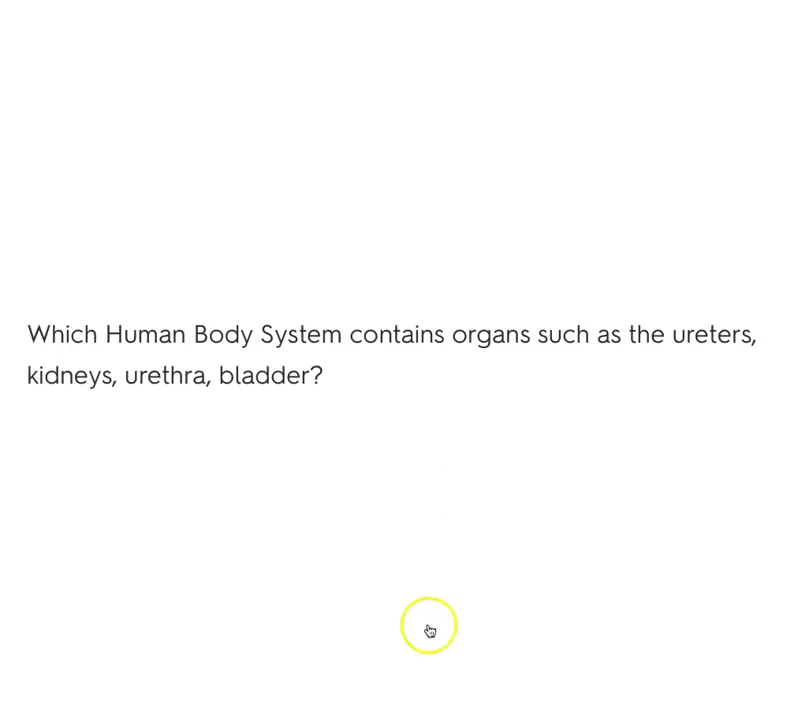 Which Human Body System contains organs such as the ureters,
kidneys, urethra, bladder?